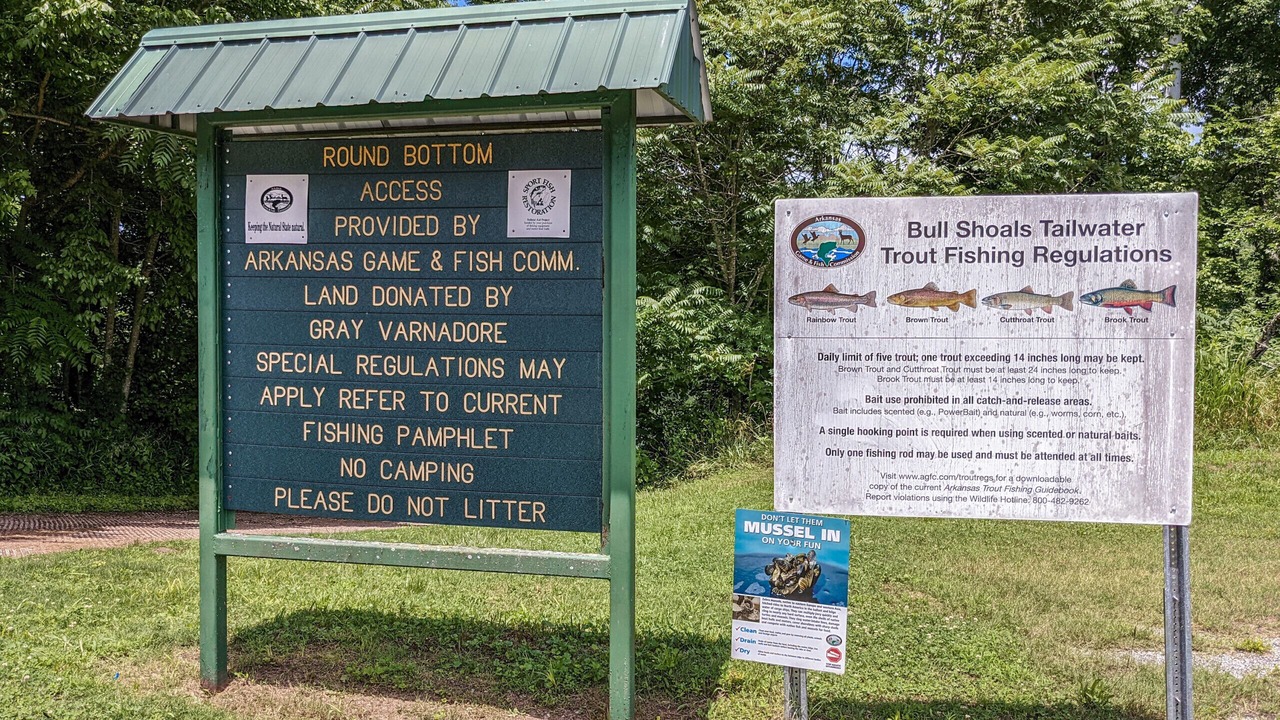 ROUND BOTTOM
ACCESS
PROVIDED BY
ARKANSAS GAME & FISH COMM.
LAND DONATED BY
GRAY VARNADORE
SPECIAL REGULATIONS MAY
APPLY REFER TO CURRENT
FISHING PAMPHLET
NO CAMPING
PLEASE DO NOT LITTER
Keeping the Natural State natural.
SPORT FISH
RESTORATION
Arkansas
Game & Fish Commission
Bull Shoals Tailwater
Trout Fishing Regulations
Rainbow Trout
Brown Trout
Cutthroat Trout
Brook Trout
Daily limit of five trout; one trout exceeding 14 inches long may be kept.
Brown Trout and Cutthroat Trout must be at least 24 inches long to keep.
Brook Trout must be at least 14 inches long to keep.
Bait use prohibited in all catch-and-release areas.
Bait includes scented (e.g., PowerBait) and natural (e.g., worms, corn, etc.).
A single hooking point is required when using scented or natural baits.
Only one fishing rod may be used and must be attended at all times.
Visit www.agfc.com/troutregs for a downloadable
copy of the current Arkansas Trout Fishing Guidebook.
Report violations using the Wildlife Hotline: 800-482-9262
DON'T LET THEM
MUSSEL IN
ON YOUR FUN
Clean
Drain
Dry